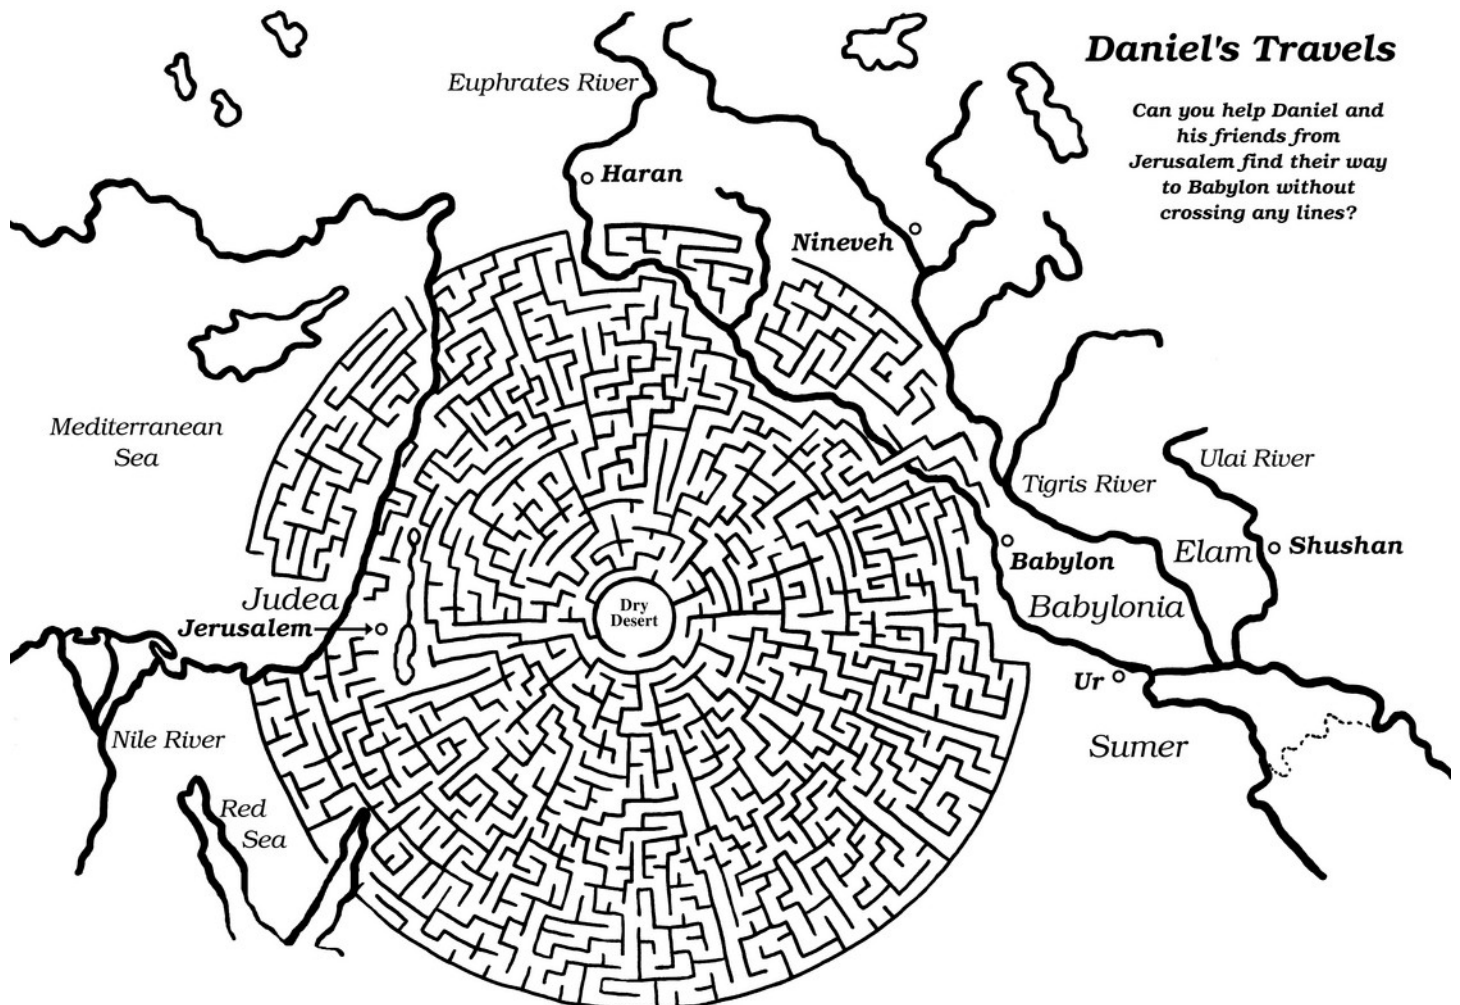 Daniel's Travels
Can you help Daniel and
his friends from
Jerusalem find their way
to Babylon without
crossing any lines?
Euphrates River
Haran
Nineveh
Mediterranean
Sea
Ulai River
Tigris River
Shushan
Elam
Babylon
Babylonia
Judea
Jerusalem
Dry
Desert
Ur
Sumer
Nile River
Red
Sea